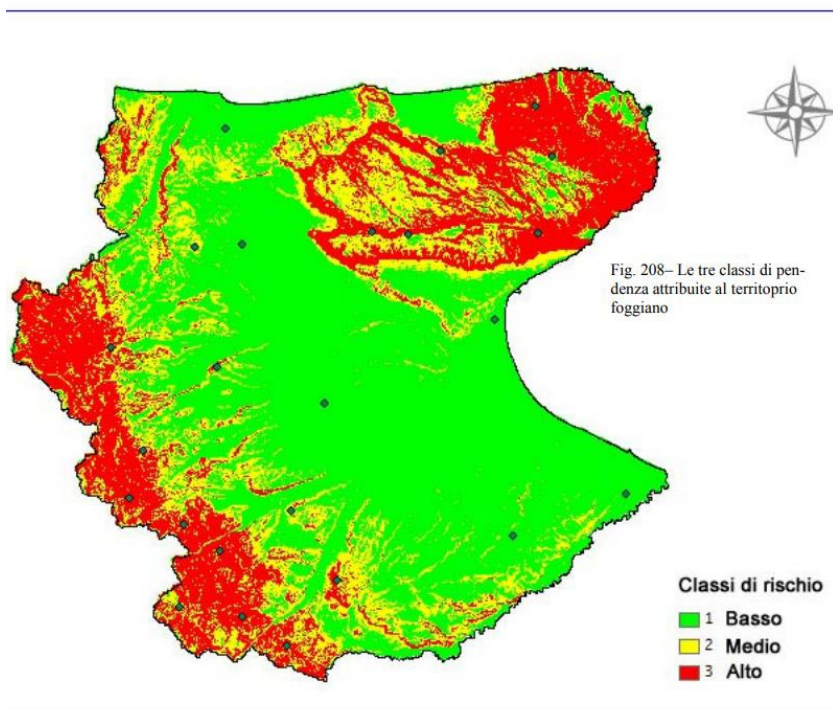 Fig. 208– Le tre classi di pen-
denza attribuite al territoprio
foggiano
Classi di rischio
1 Basso
2 Medio
3 Alto